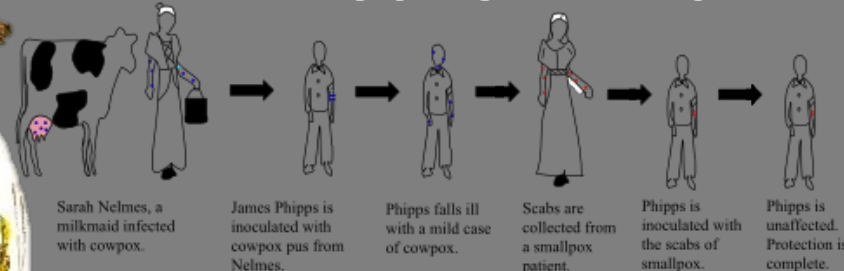 Sarah Nelmes, a
milkmaid infected
with cowpox.
James Phipps is
inoculated with
cowpox pus from
Nelmes.
Phipps falls ill
with a mild case
of cowpox.
Scabs are
collected from
a smallpox
patient.
Phipps is
inoculated with
the scabs of
smallpox.
Phipps is
unaffected.
Protection is
complete.